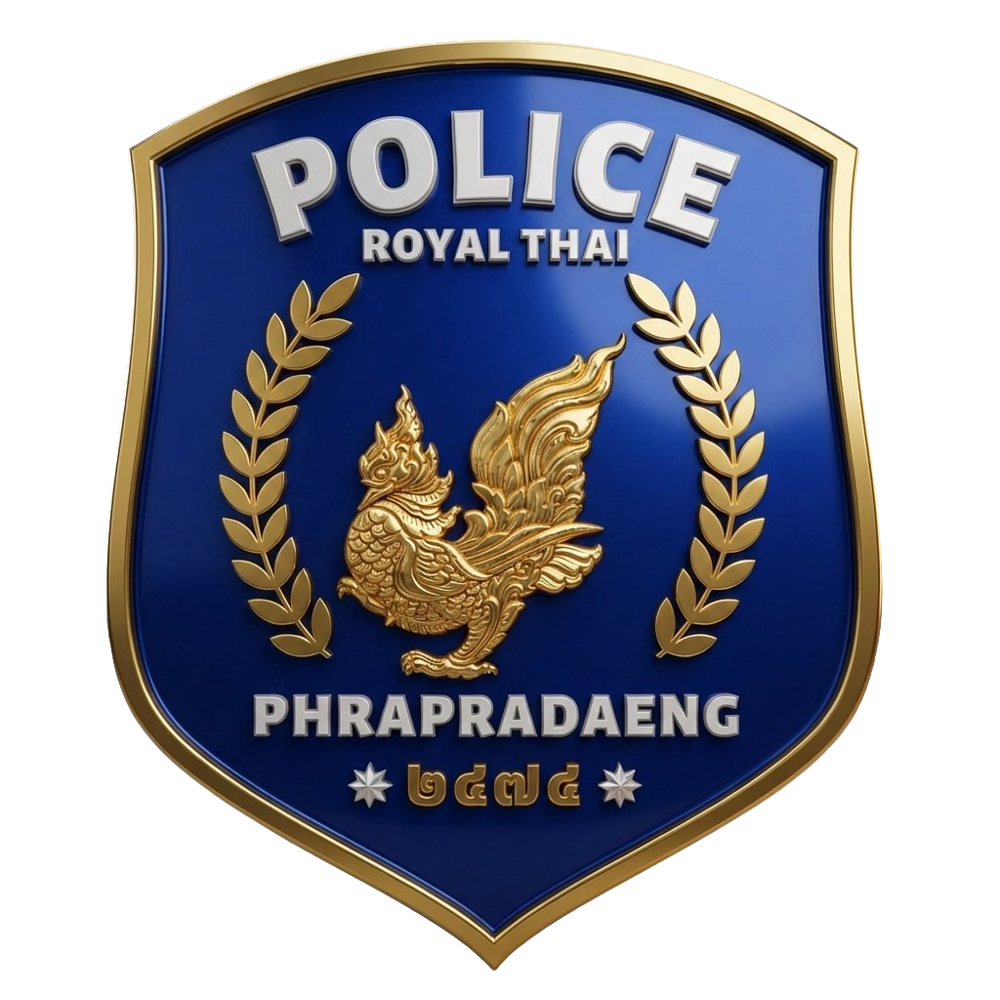 POLICE
ROYAL THAI
PHRAPRADAENG
๒๔๗๔